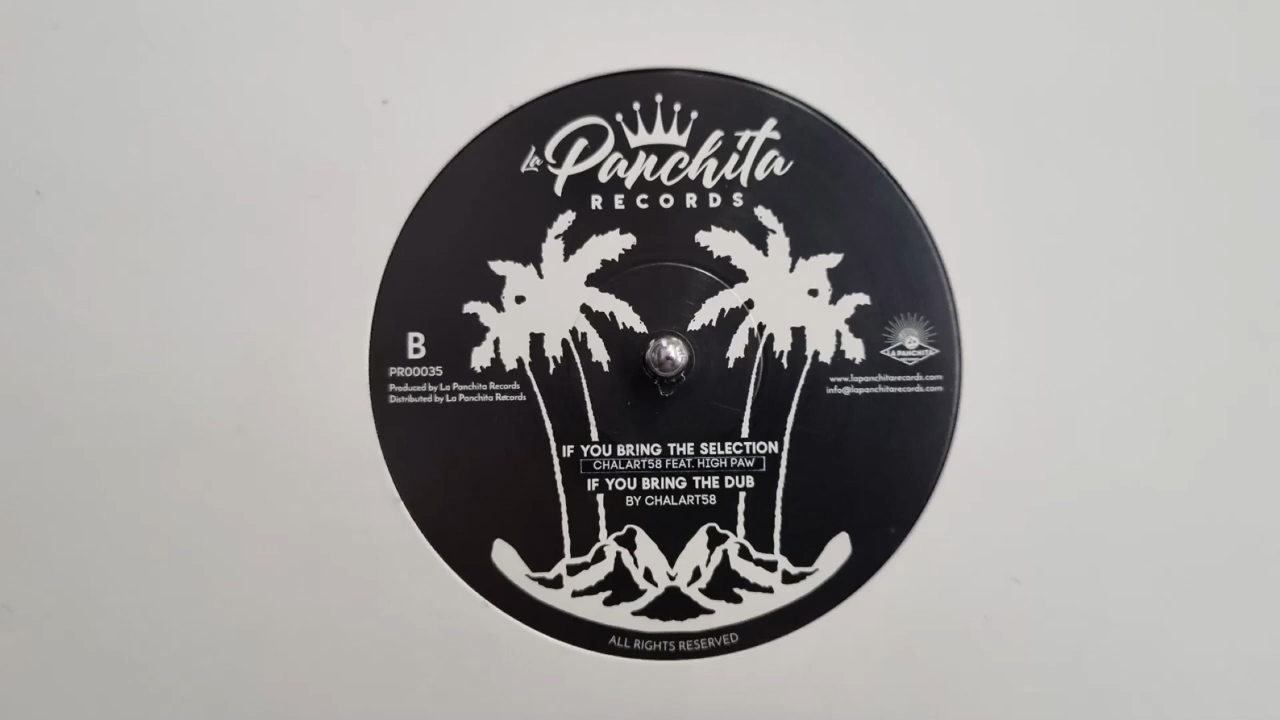 La Panchita
RECORDS
B
PR00035
Produced by La Panchita Records
Distributed by La Panchita Records
LA PANCHITA
www.lapanchitarecords.com
info@lapanchitarecords.com
IF YOU BRING THE SELECTION
CHALART58 FEAT. HIGH PAW
IF YOU BRING THE DUB
BY CHALART58
ALL RIGHTS RESERVED